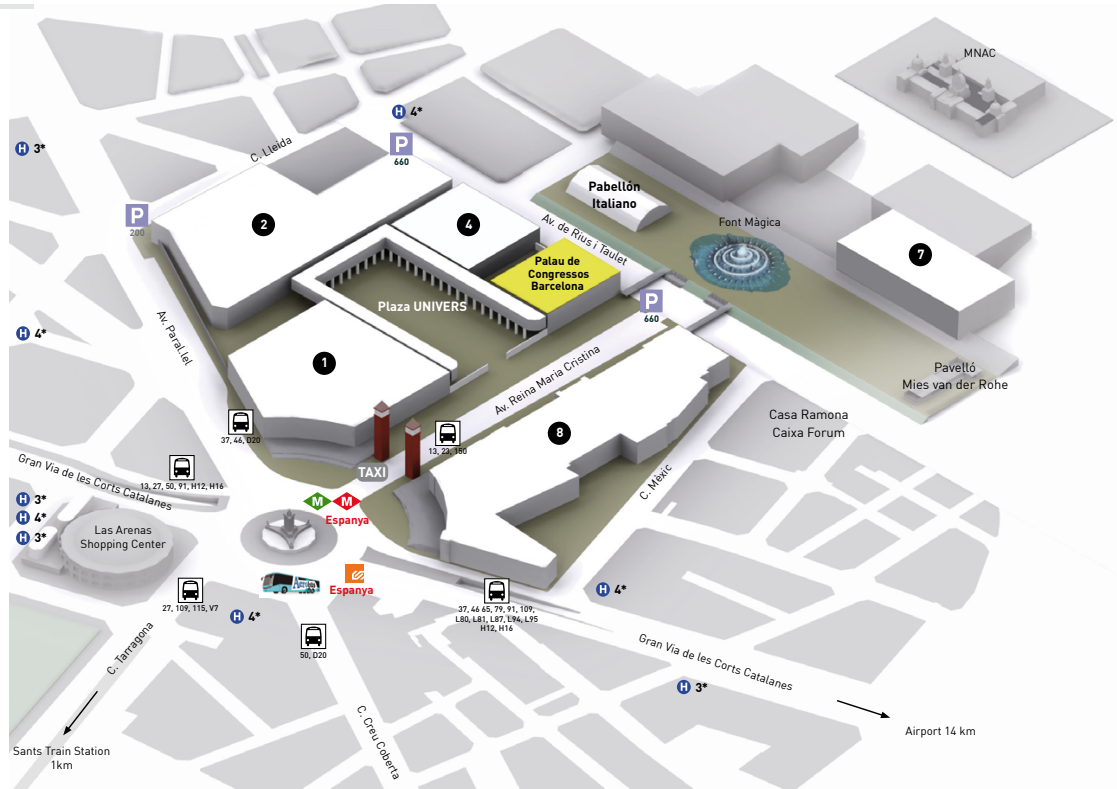 MNAC
H 4*
H 3*
C. Lleida
P
660
P
200
2
4
Pabellón
Italiano
Av. de Rius i Taulet
Font Màgica
7
Palau de
Congressos
Barcelona
Plaza UNIVERS
P
660
H 4*
Av. Paral.lel
1
Av. Reina Maria Cristina
Pavelló
Mies van der Rohe
Casa Ramona
Caixa Forum
37, 46, D20
13, 23, 150
8
TAXI
C. Mèxic
Gran Via de les Corts Catalanes
13, 27, 50, 91, H12, H16
H 3*
H 4*
H 3*
M M
Espanya
Las Arenas
Shopping Center
Espanya
27, 109, 115, V7
H 4*
50, D20
37, 46 65, 79, 91, 109,
L80, L81, L87, L94, L95
H12, H16
H 4*
Gran Via de les Corts Catalanes
C. Tarragona
H 3*
C. Creu Coberta
Airport 14 km
Sants Train Station
1km